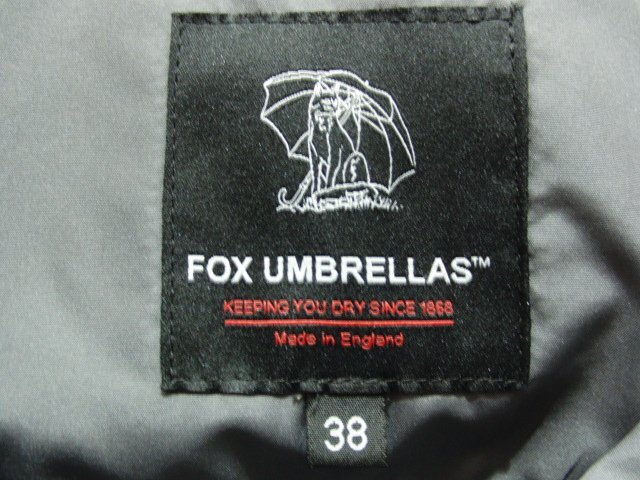 FOX UMBRELLAS™
KEEPING YOU DRY SINCE 1868
Made in England
38